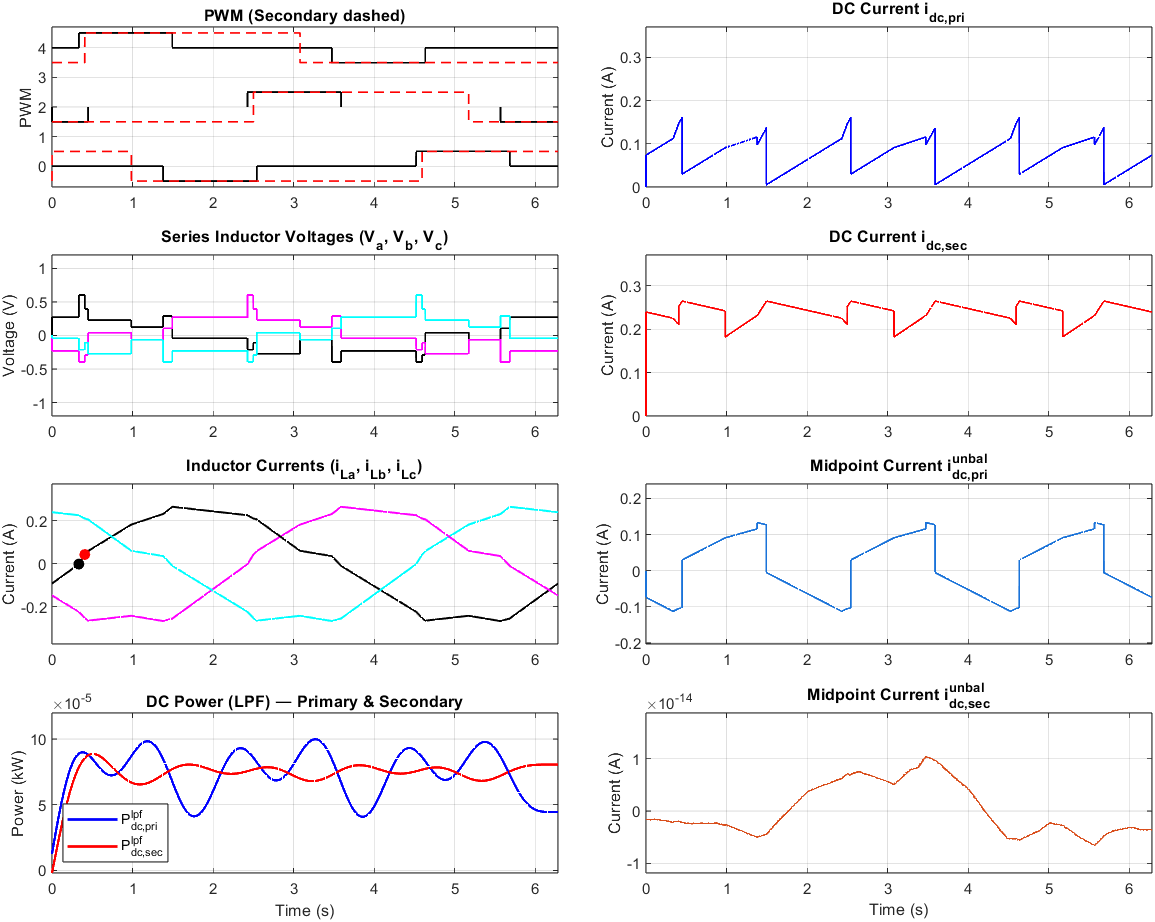 PWM (Secondary dashed)
PWM
4
3
2
1
0
0 1 2 3 4 5 6
DC Current i_dc,pri
Current (A)
0.3
0.2
0.1
0
0 1 2 3 4 5 6
Series Inductor Voltages (V_a, V_b, V_c)
Voltage (V)
1
0.5
0
-0.5
-1
0 1 2 3 4 5 6
DC Current i_dc,sec
Current (A)
0.3
0.2
0.1
0
0 1 2 3 4 5 6
Inductor Currents (i_La, i_Lb, i_Lc)
Current (A)
0.2
0
-0.2
0 1 2 3 4 5 6
Midpoint Current i_dc,pri^unbal
Current (A)
0.2
0.1
0
-0.1
-0.2
0 1 2 3 4 5 6
DC Power (LPF) — Primary & Secondary
×10^-5
Power (kW)
10
5
0
P_dc,pri^lpf
P_dc,sec^lpf
0 1 2 3 4 5 6
Time (s)
Midpoint Current i_dc,sec^unbal
×10^-14
Current (A)
1
0
-1
0 1 2 3 4 5 6
Time (s)